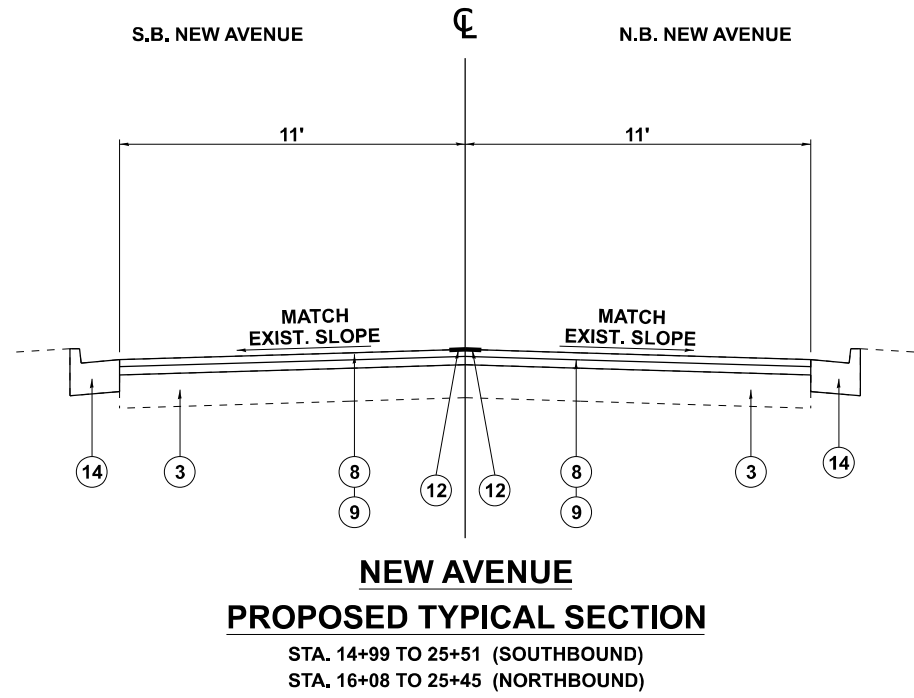 ℄
S.B. NEW AVENUE
N.B. NEW AVENUE
11'
11'
MATCH
EXIST. SLOPE
MATCH
EXIST. SLOPE
14
3
8
9
12
12
8
9
3
14
NEW AVENUE
PROPOSED TYPICAL SECTION
STA. 14+99 TO 25+51 (SOUTHBOUND)
STA. 16+08 TO 25+45 (NORTHBOUND)